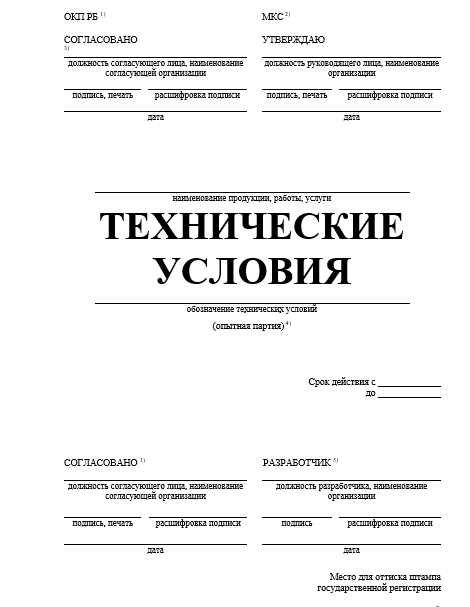 ОКП РБ 1)
МКС 2)
СОГЛАСОВАНО
3)
УТВЕРЖДАЮ
должность согласующего лица, наименование
согласующей организации
должность руководящего лица, наименование
организации
подпись, печать расшифровка подписи
подпись, печать расшифровка подписи
дата
дата
наименование продукции, работы, услуги
ТЕХНИЧЕСКИЕ
УСЛОВИЯ
обозначение технических условий
(опытная партия) 4)
Срок действия с
до
СОГЛАСОВАНО 3)
РАЗРАБОТЧИК 5)
должность согласующего лица, наименование
согласующей организации
должность разработчика, наименование
организации
подпись, печать расшифровка подписи
подпись расшифровка подписи
дата
дата
Место для оттиска штампа
государственной регистрации